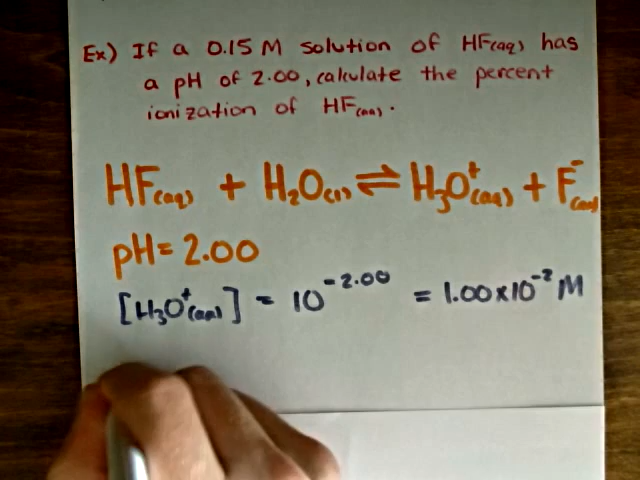 Ex) If a 0.15 M solution of HF(aq) has
a pH of 2.00, calculate the percent
ionization of HF(aq).
HF(aq) + H₂O(l) ⇌ H₃O⁺(aq) + F⁻(aq)
pH = 2.00
[H₃O⁺(aq)] = 10⁻²·⁰⁰ = 1.00 x 10⁻² M